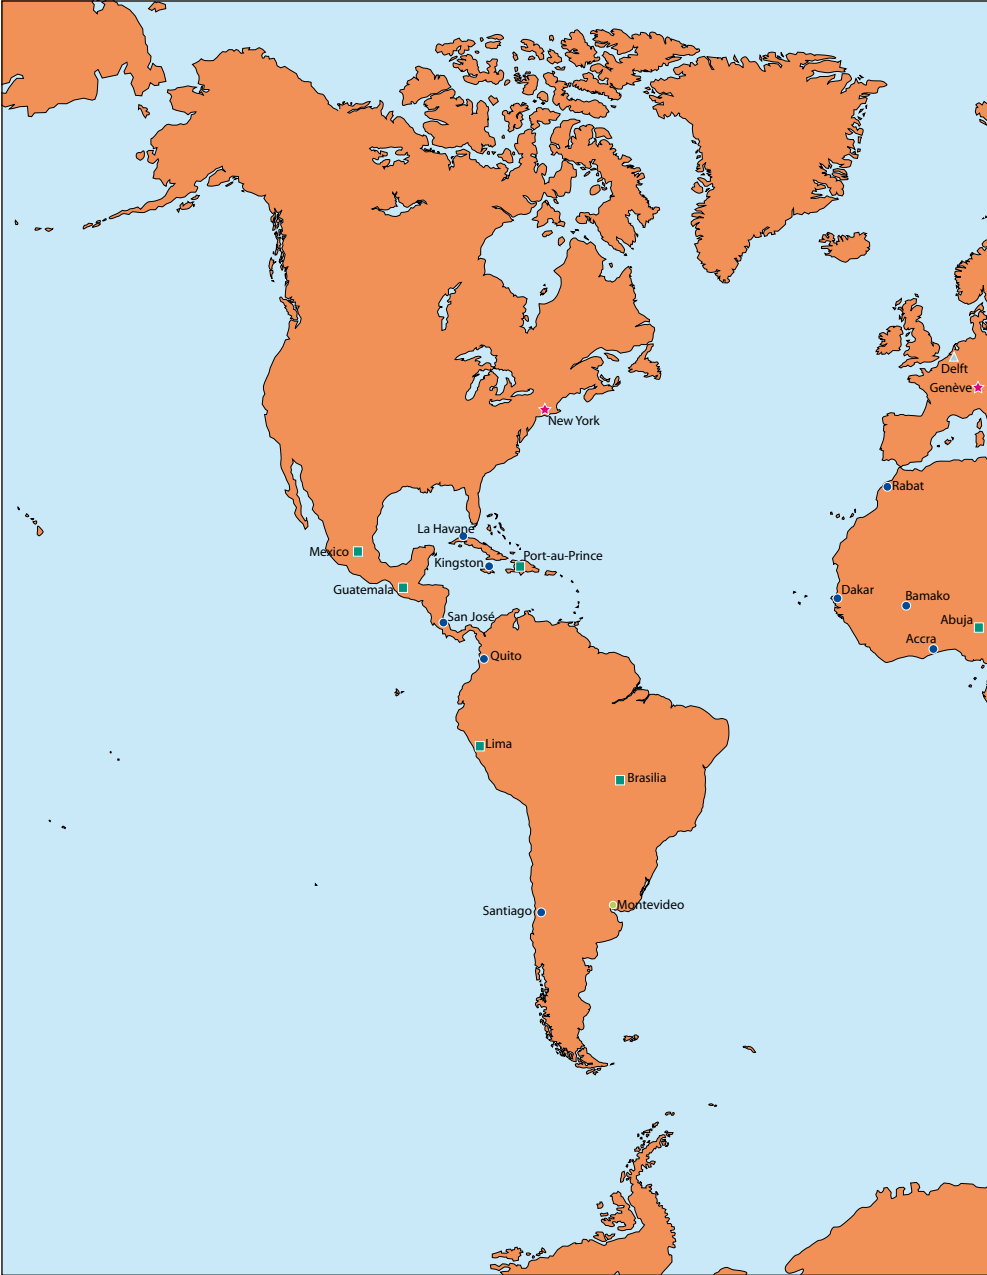 Delft
Genève
New York
Rabat
La Havane
Mexico
Port-au-Prince
Kingston
Guatemala
Dakar
Bamako
San José
Abuja
Accra
Quito
Lima
Brasilia
Santiago
Montevideo